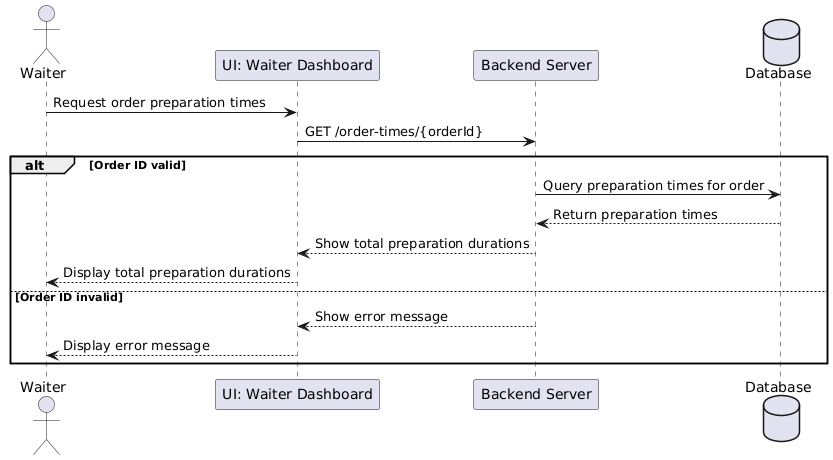 Waiter
UI: Waiter Dashboard
Backend Server
Database
Request order preparation times
GET /order-times/{orderId}
alt
[Order ID valid]
Query preparation times for order
Return preparation times
Show total preparation durations
Display total preparation durations
[Order ID invalid]
Show error message
Display error message
Waiter
UI: Waiter Dashboard
Backend Server
Database